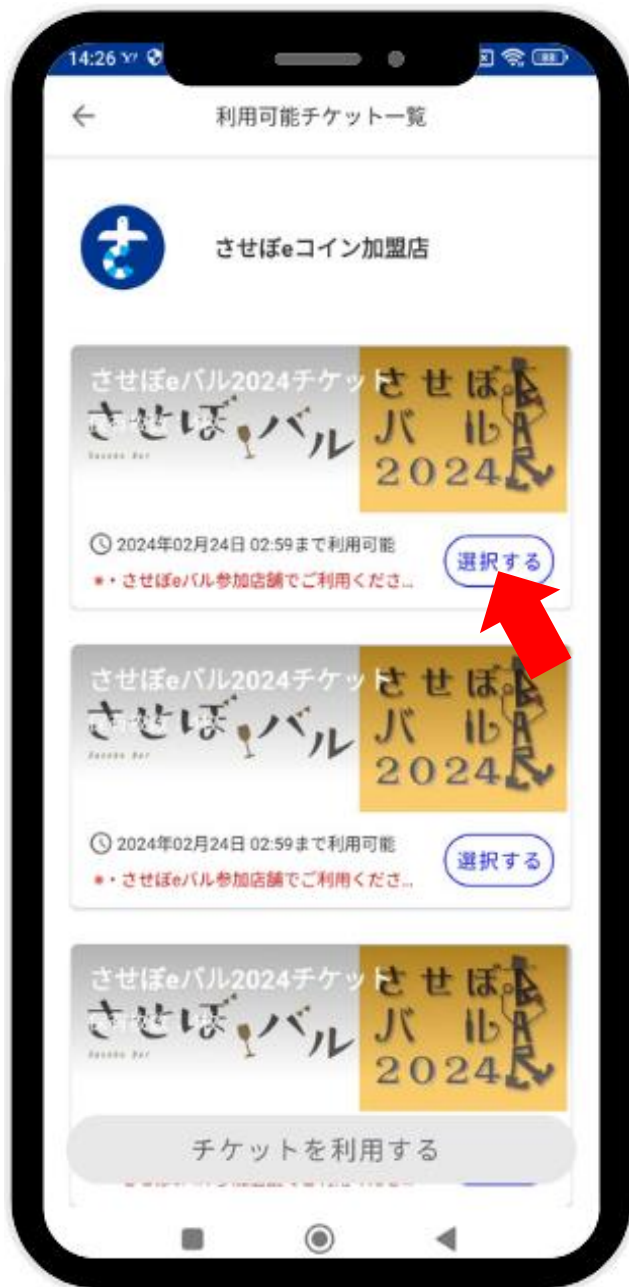 14:26
利用可能チケット一覧
させぼeコイン加盟店
させぼeバル2024チケット
させぼバル
Sasebo Bar
させぼ
バル
2024
2024年02月24日 02:59まで利用可能
選択する
※・させぼeバル参加店舗でご利用くださ...
させぼeバル2024チケット
させぼバル
Sasebo Bar
させぼ
バル
2024
2024年02月24日 02:59まで利用可能
選択する
※・させぼeバル参加店舗でご利用くださ...
させぼeバル2024チケット
させぼバル
Sasebo Bar
させぼ
バル
2024
チケットを利用する